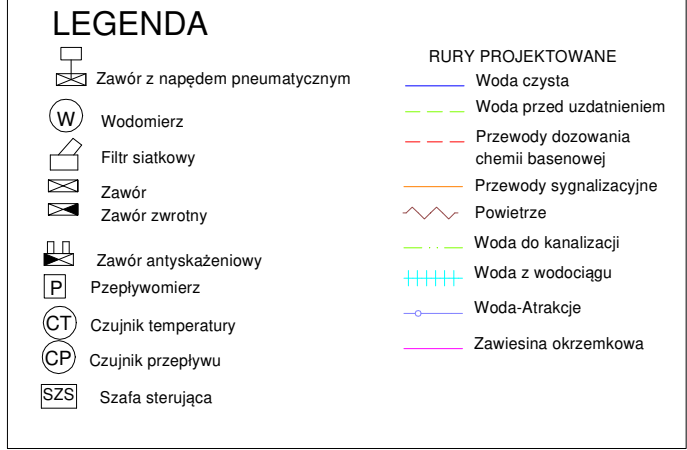 LEGENDA
Zawór z napędem pneumatycznym
W Wodomierz
Filtr siatkowy
Zawór
Zawór zwrotny
Zawór antyskażeniowy
P Przepływomierz
CT Czujnik temperatury
CP Czujnik przepływu
SZS Szafa sterująca
RURY PROJEKTOWANE
Woda czysta
Woda przed uzdatnieniem
Przewody dozowania
chemii basenowej
Przewody sygnalizacyjne
Powietrze
Woda do kanalizacji
Woda z wodociągu
Woda-Atrakcje
Zawiesina okrzemkowa